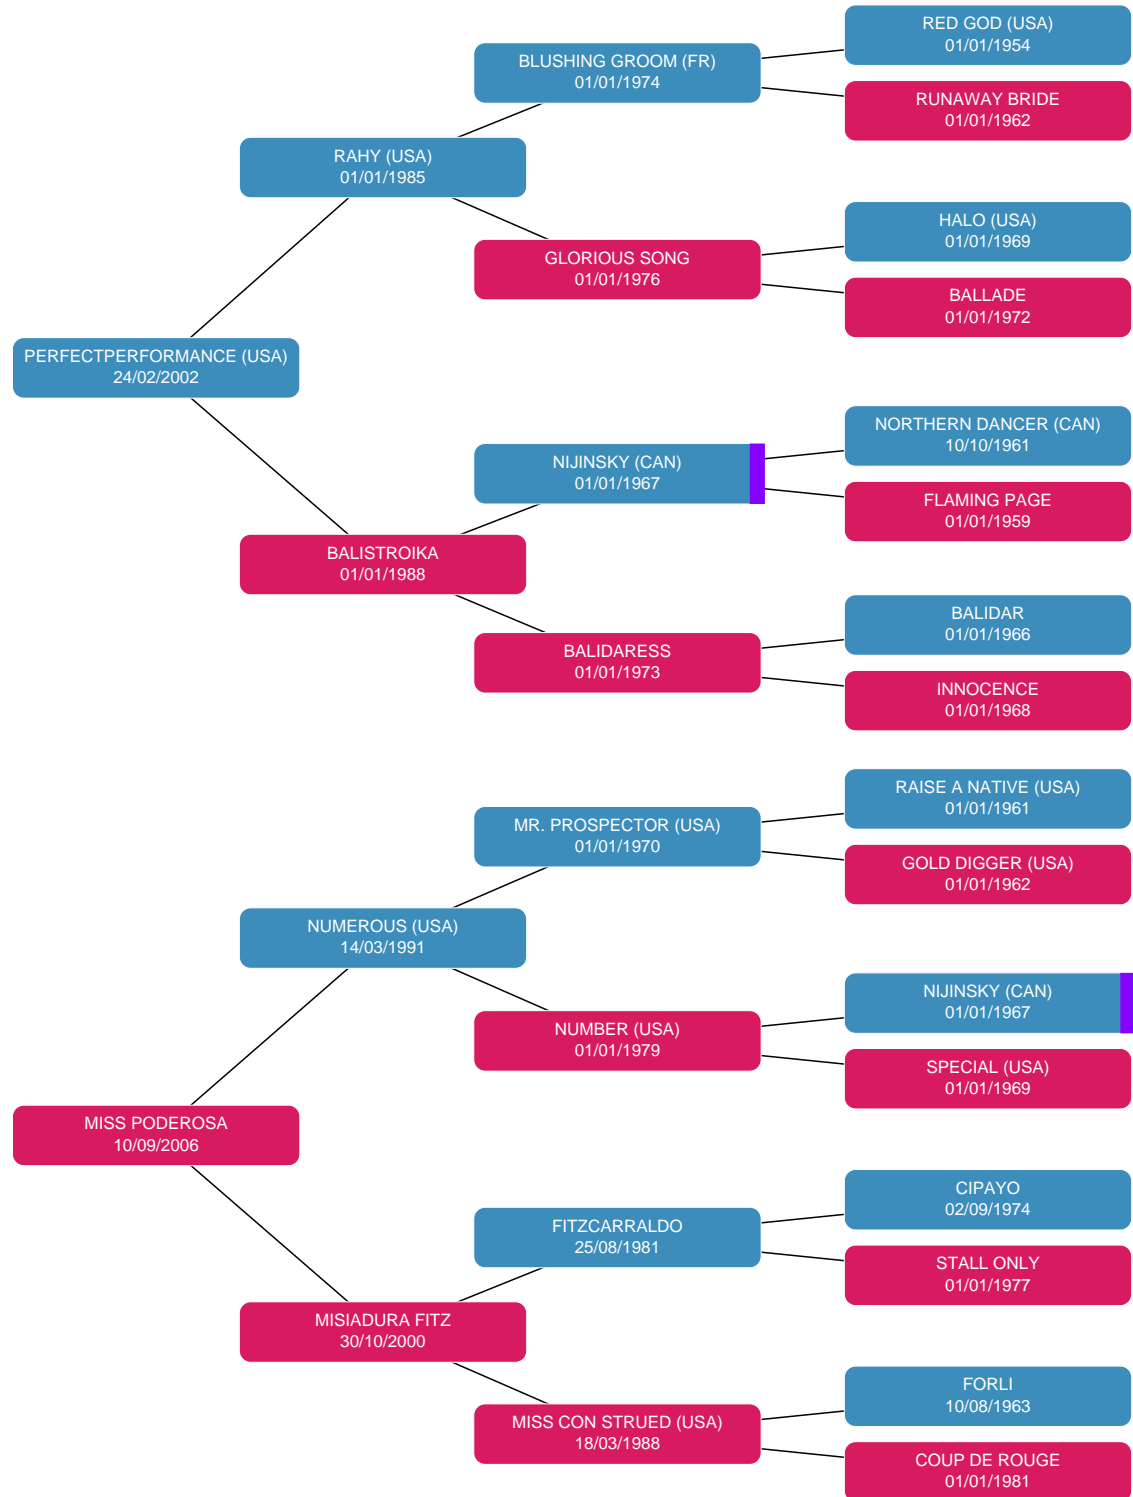 RED GOD (USA)
01/01/1954
BLUSHING GROOM (FR)
01/01/1974
RUNAWAY BRIDE
01/01/1962
RAHY (USA)
01/01/1985
HALO (USA)
01/01/1969
GLORIOUS SONG
01/01/1976
BALLADE
01/01/1972
PERFECTPERFORMANCE (USA)
24/02/2002
NORTHERN DANCER (CAN)
10/10/1961
NIJINSKY (CAN)
01/01/1967
FLAMING PAGE
01/01/1959
BALISTROIKA
01/01/1988
BALIDAR
01/01/1966
BALIDARESS
01/01/1973
INNOCENCE
01/01/1968
RAISE A NATIVE (USA)
01/01/1961
MR. PROSPECTOR (USA)
01/01/1970
GOLD DIGGER (USA)
01/01/1962
NUMEROUS (USA)
14/03/1991
NIJINSKY (CAN)
01/01/1967
NUMBER (USA)
01/01/1979
SPECIAL (USA)
01/01/1969
MISS PODEROSA
10/09/2006
CIPAYO
02/09/1974
FITZCARRALDO
25/08/1981
STALL ONLY
01/01/1977
MISIADURA FITZ
30/10/2000
FORLI
10/08/1963
MISS CON STRUED (USA)
18/03/1988
COUP DE ROUGE
01/01/1981